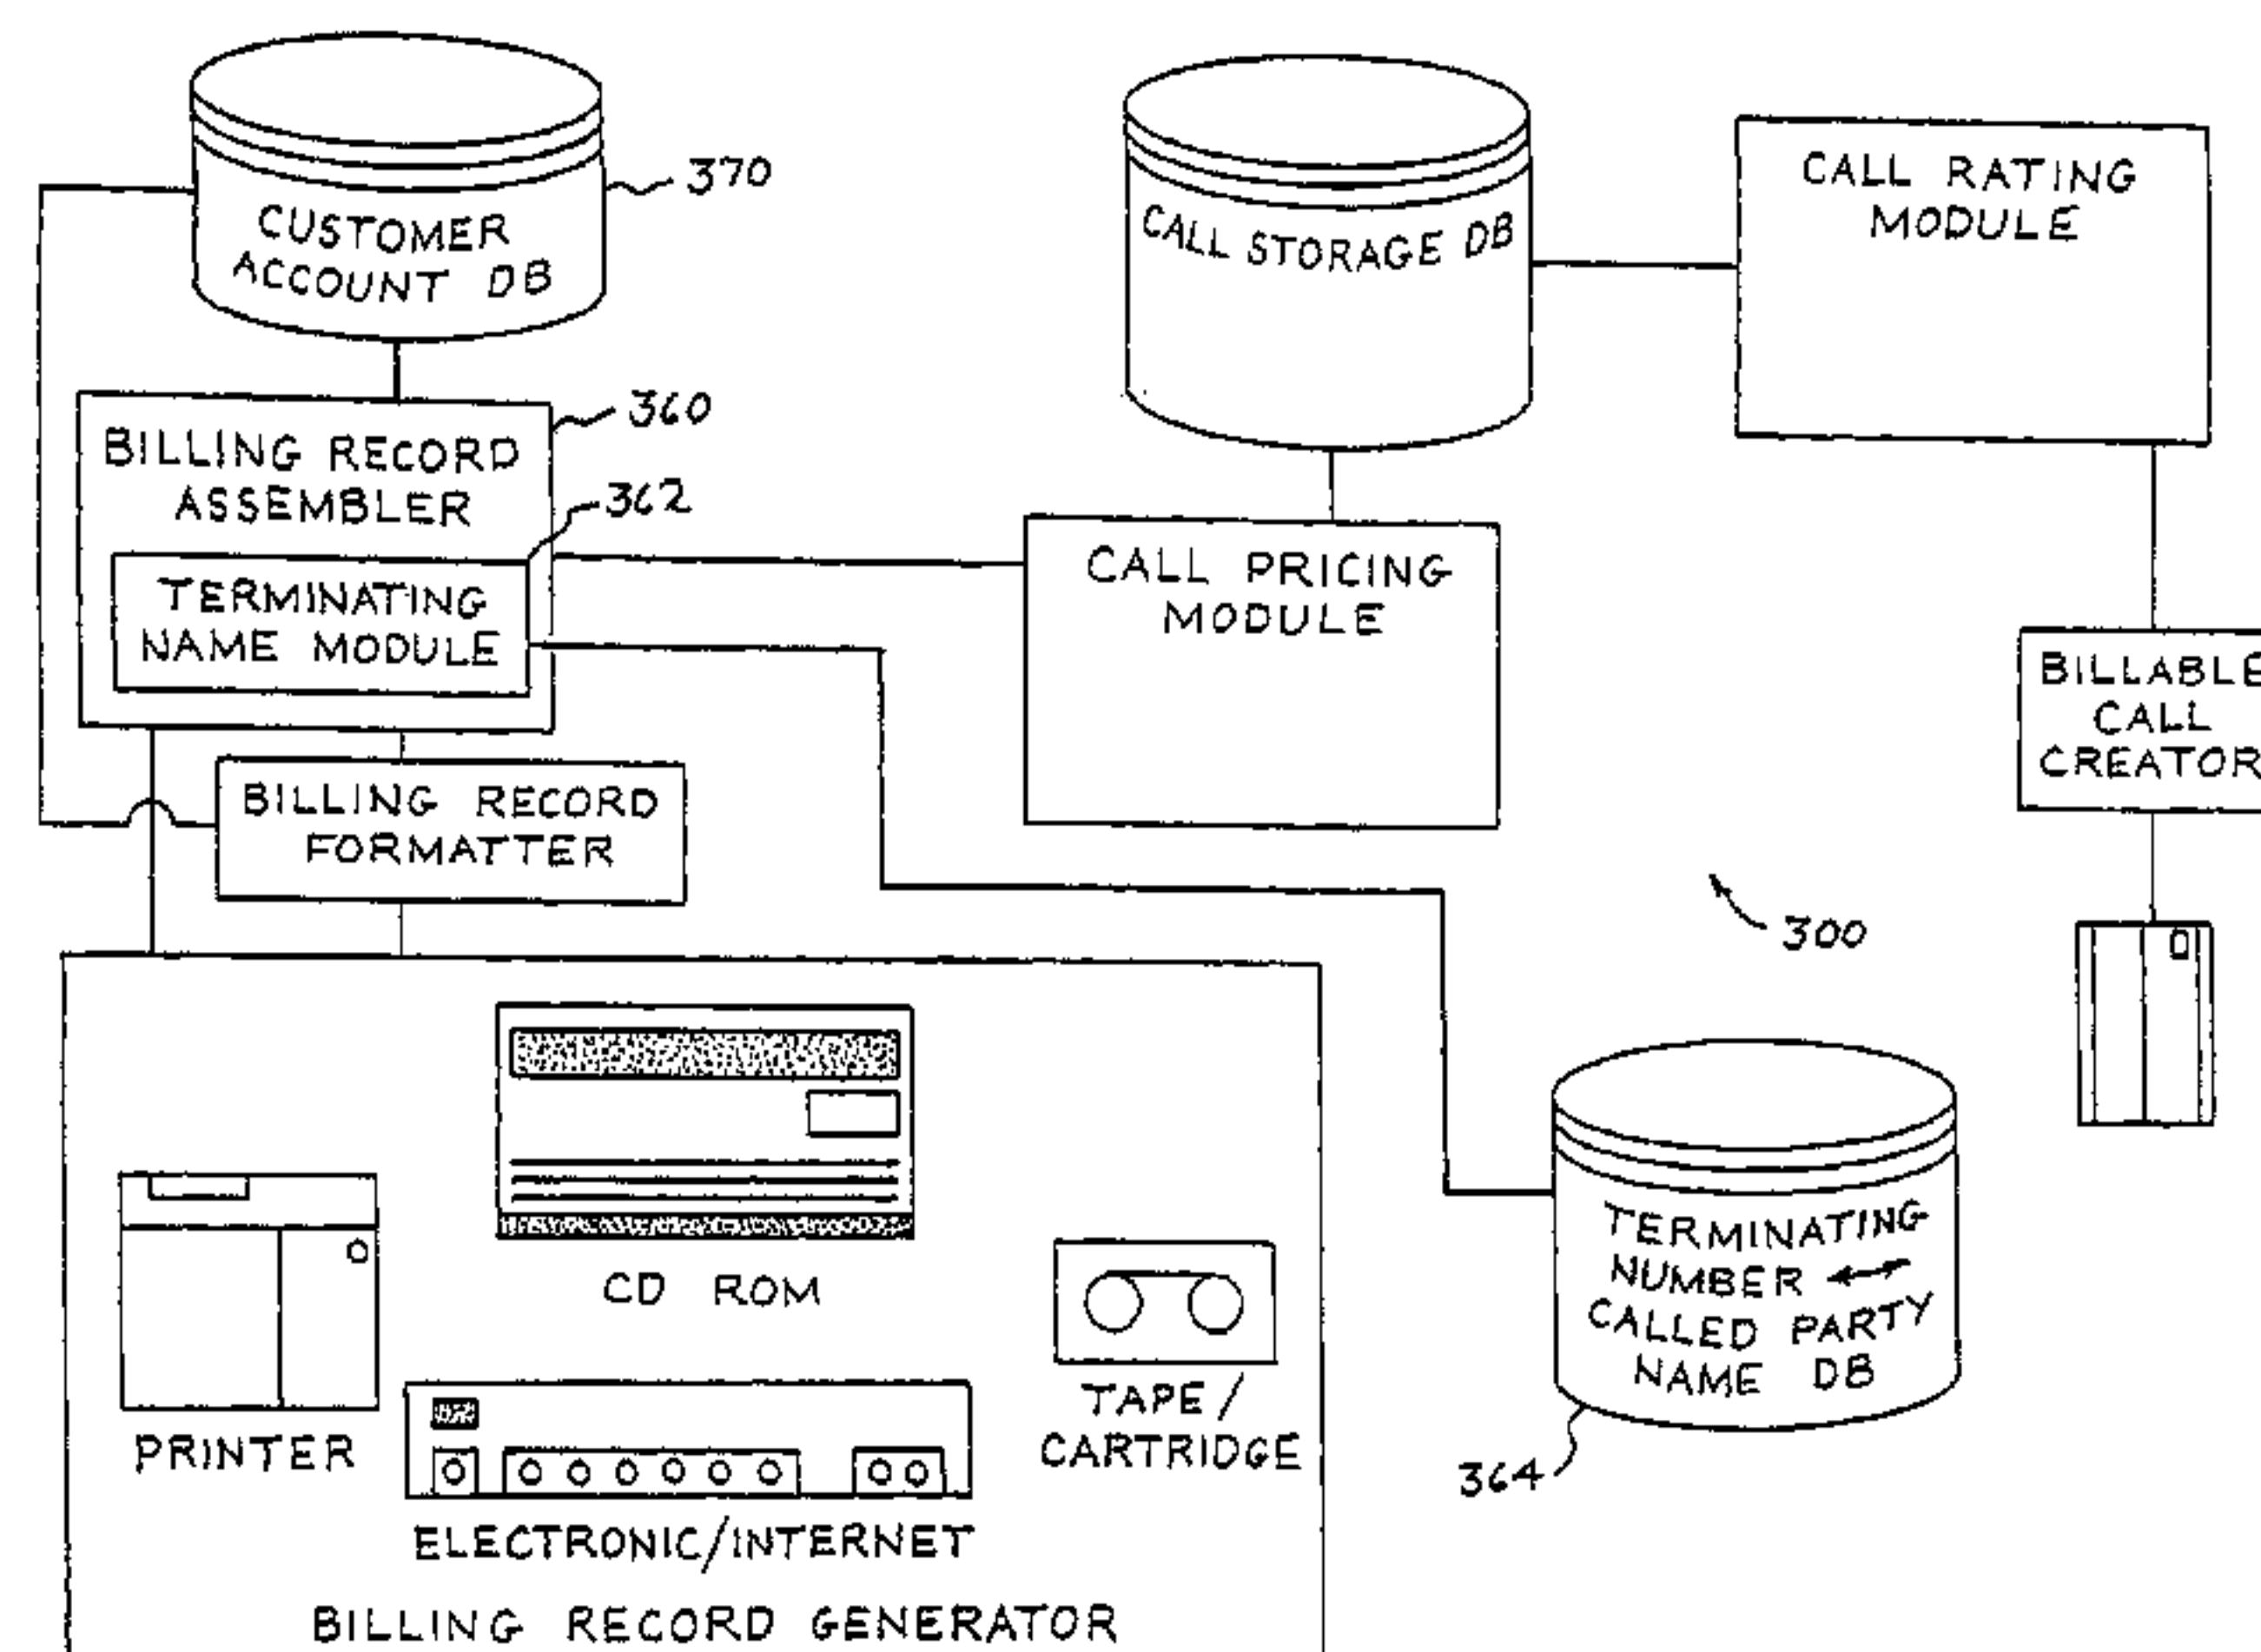 370
CUSTOMER
ACCOUNT DB
CALL STORAGE DB
CALL RATING
MODULE
360
BILLING RECORD
ASSEMBLER
362
TERMINATING
NAME MODULE
CALL PRICING
MODULE
BILLABLE
CALL
CREATOR
BILLING RECORD
FORMATTER
300
CD ROM
PRINTER
TAPE/
CARTRIDGE
ELECTRONIC/INTERNET
BILLING RECORD GENERATOR
TERMINATING
NUMBER ↔
CALLED PARTY
NAME DB
364